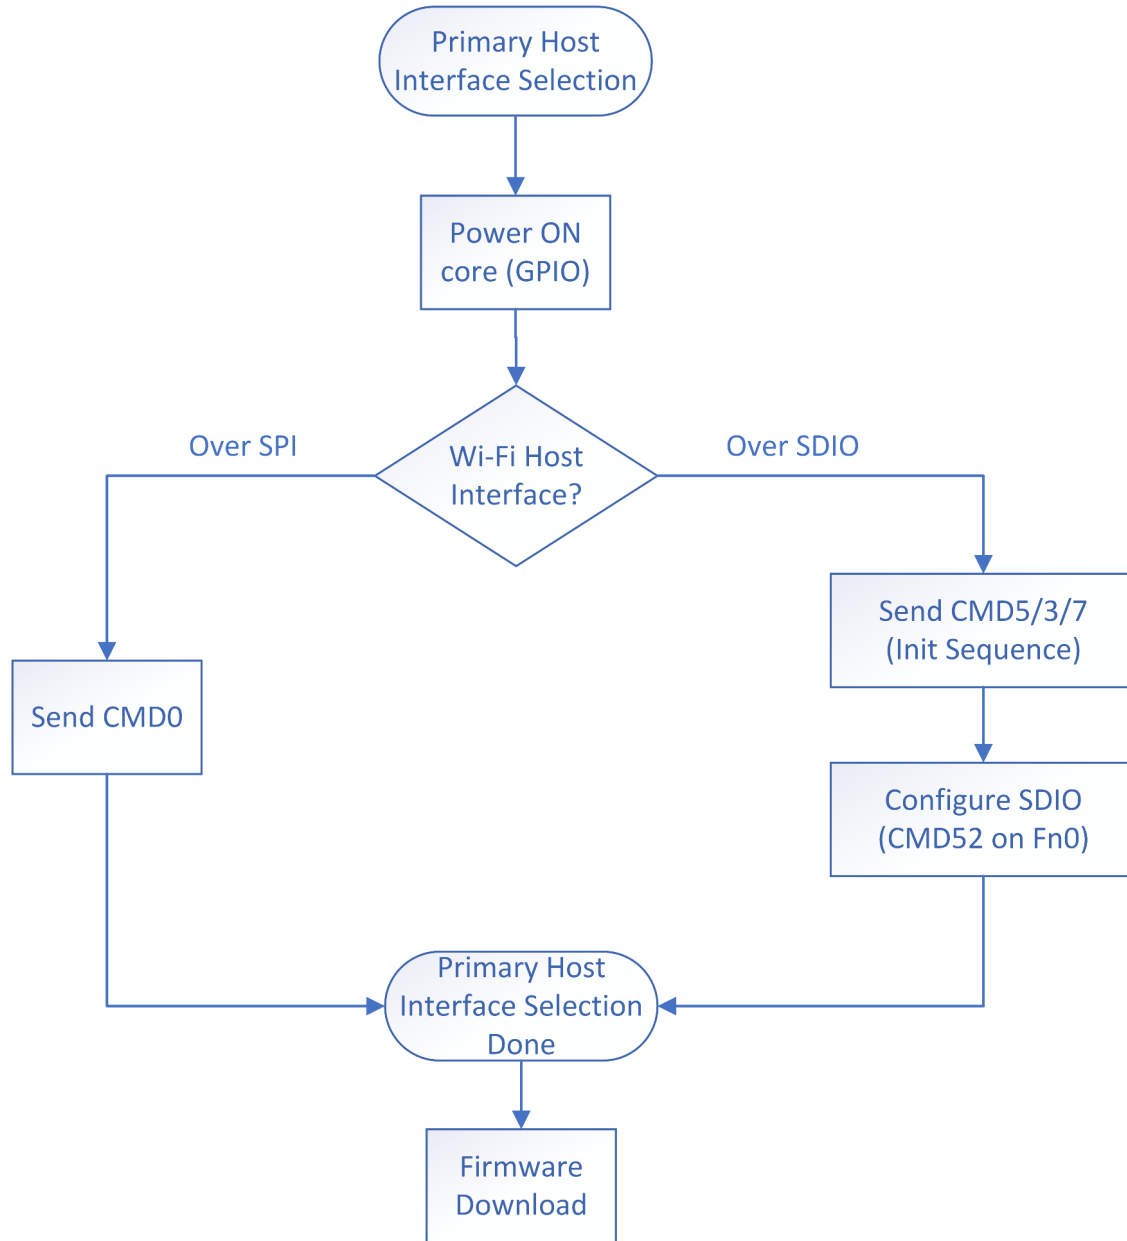 Primary Host
Interface Selection
Power ON
core (GPIO)
Over SPI
Wi-Fi Host
Interface?
Over SDIO
Send CMD5/3/7
(Init Sequence)
Send CMD0
Configure SDIO
(CMD52 on Fn0)
Primary Host
Interface Selection
Done
Firmware
Download